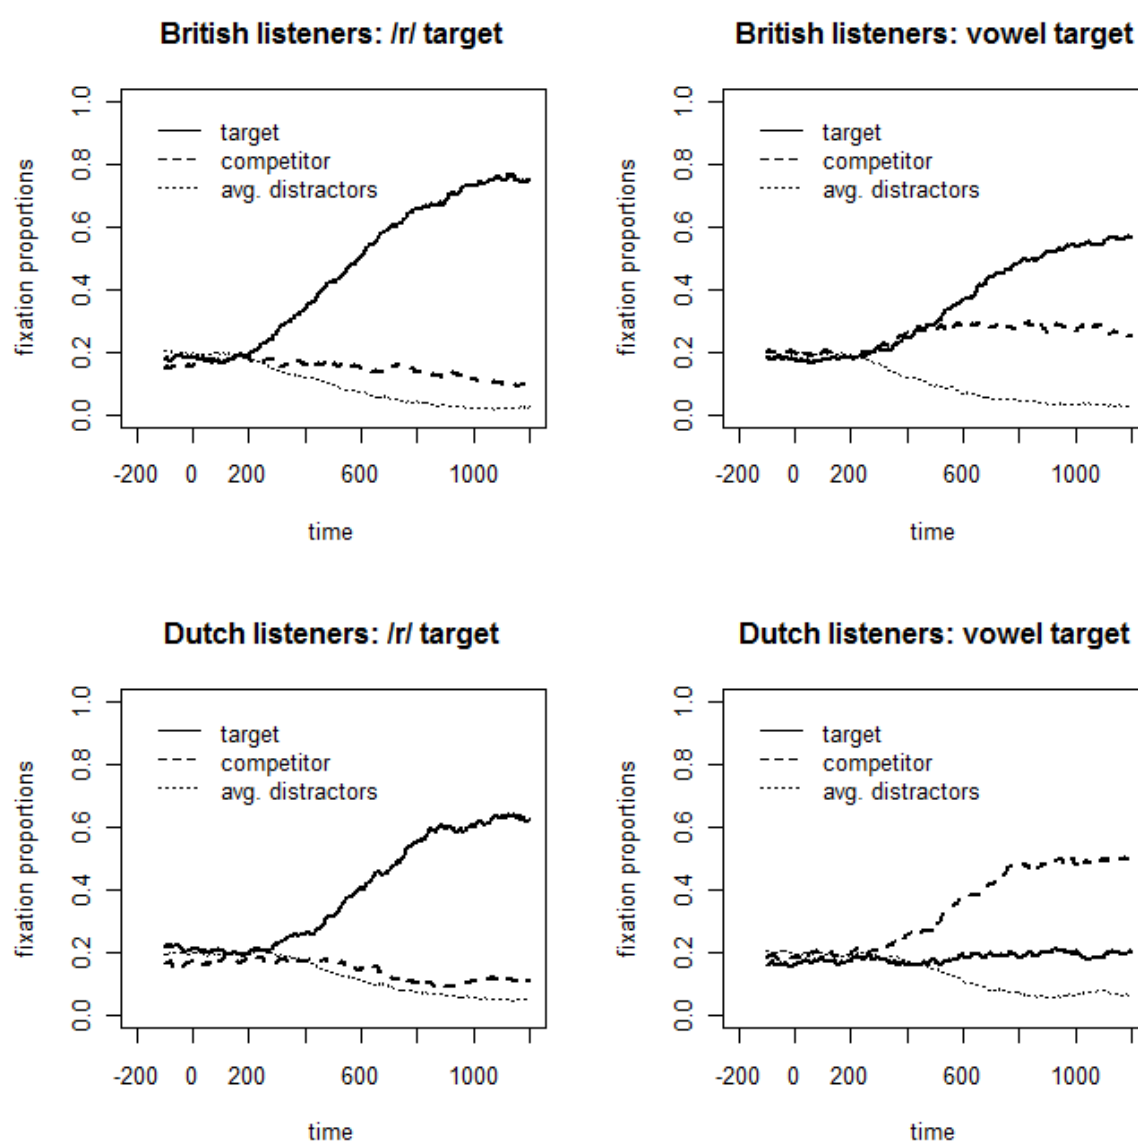 British listeners: /r/ target
British listeners: vowel target
fixation proportions
1.0
0.8
0.6
0.4
0.2
0.0
target
competitor
avg. distractors
-200 0 200 600 1000
time
fixation proportions
1.0
0.8
0.6
0.4
0.2
0.0
target
competitor
avg. distractors
-200 0 200 600 1000
time
Dutch listeners: /r/ target
Dutch listeners: vowel target
fixation proportions
1.0
0.8
0.6
0.4
0.2
0.0
target
competitor
avg. distractors
-200 0 200 600 1000
time
fixation proportions
1.0
0.8
0.6
0.4
0.2
0.0
target
competitor
avg. distractors
-200 0 200 600 1000
time